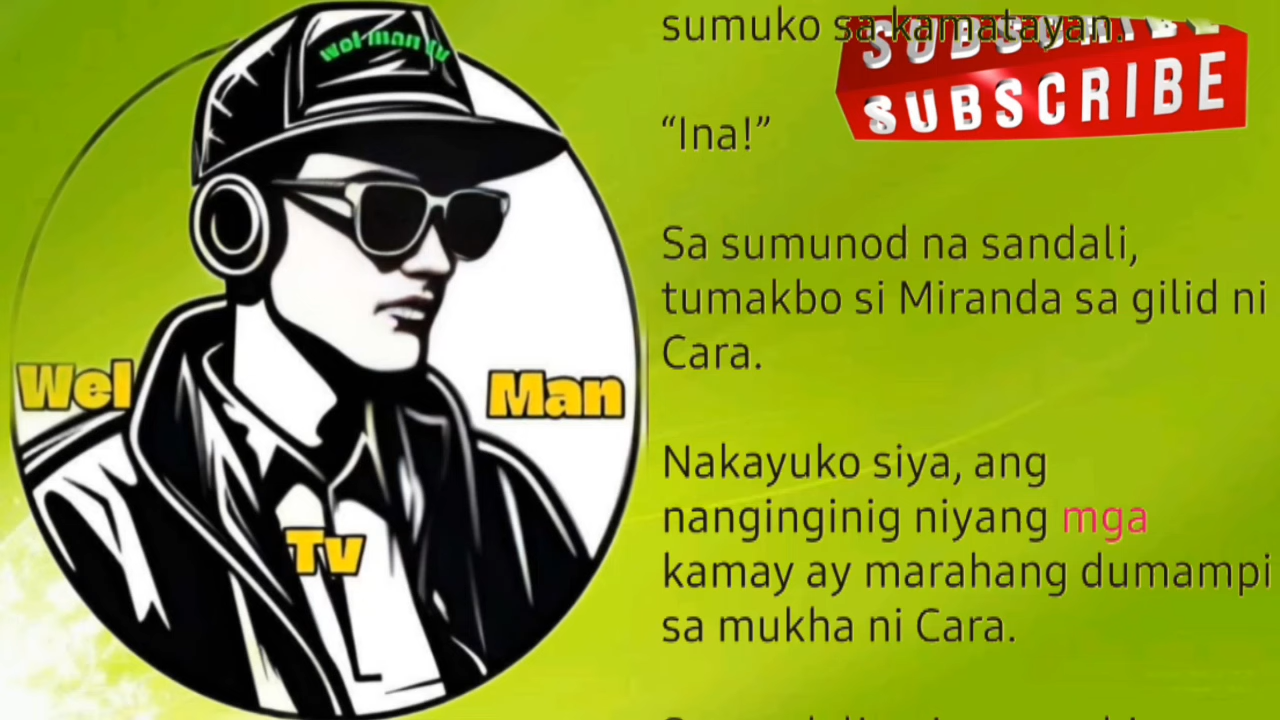 wel man tv
Wel
Man
Tv
sumuko sa kamatayan.
SUBSCRIBE
SUBSCRIBE
“Ina!”
Sa sumunod na sandali,
tumakbo si Miranda sa gilid ni
Cara.
Nakayuko siya, ang
nanginginig niyang mga
kamay ay marahang dumampi
sa mukha ni Cara.